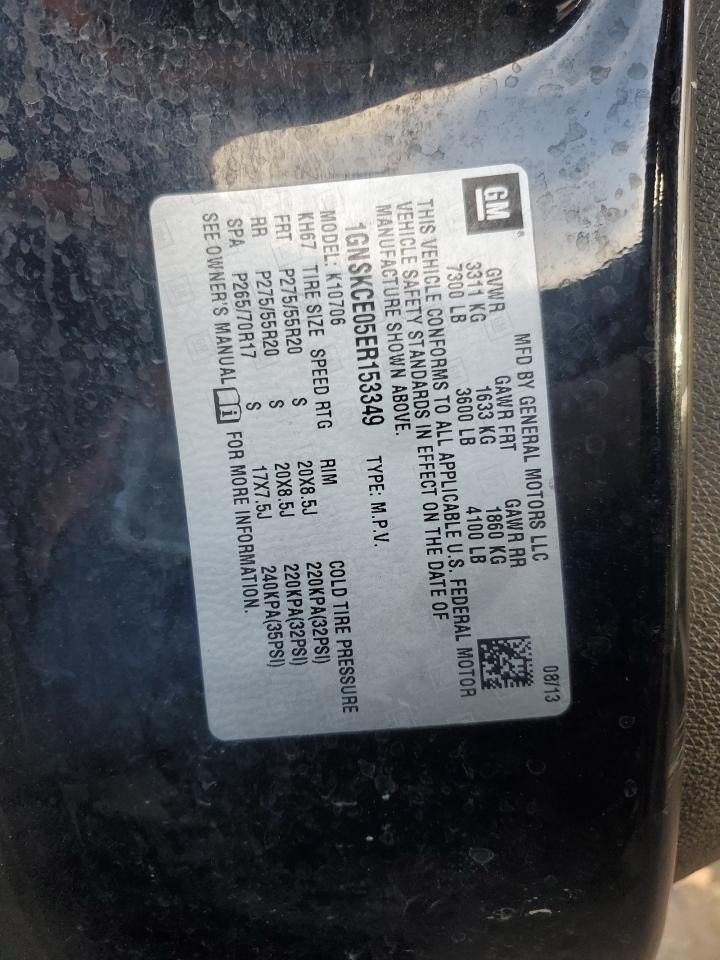 GM®
MFD BY GENERAL MOTORS LLC 08/13
GVWR GAWR FRT GAWR RR
3311 KG 1633 KG 1860 KG
7300 LB 3600 LB 4100 LB
THIS VEHICLE CONFORMS TO ALL APPLICABLE U.S. FEDERAL MOTOR
VEHICLE SAFETY STANDARDS IN EFFECT ON THE DATE OF
MANUFACTURE SHOWN ABOVE.
1GNSKCE05ER153349 TYPE: M.P.V.
MODEL: K10706
KH67 TIRE SIZE SPEED RTG RIM COLD TIRE PRESSURE
FRT P275/55R20 S 20X8.5J 220KPA(32PSI)
RR P275/55R20 S 20X8.5J 220KPA(32PSI)
SPA P265/70R17 S 17X7.5J 240KPA(35PSI)
SEE OWNER'S MANUAL i FOR MORE INFORMATION.